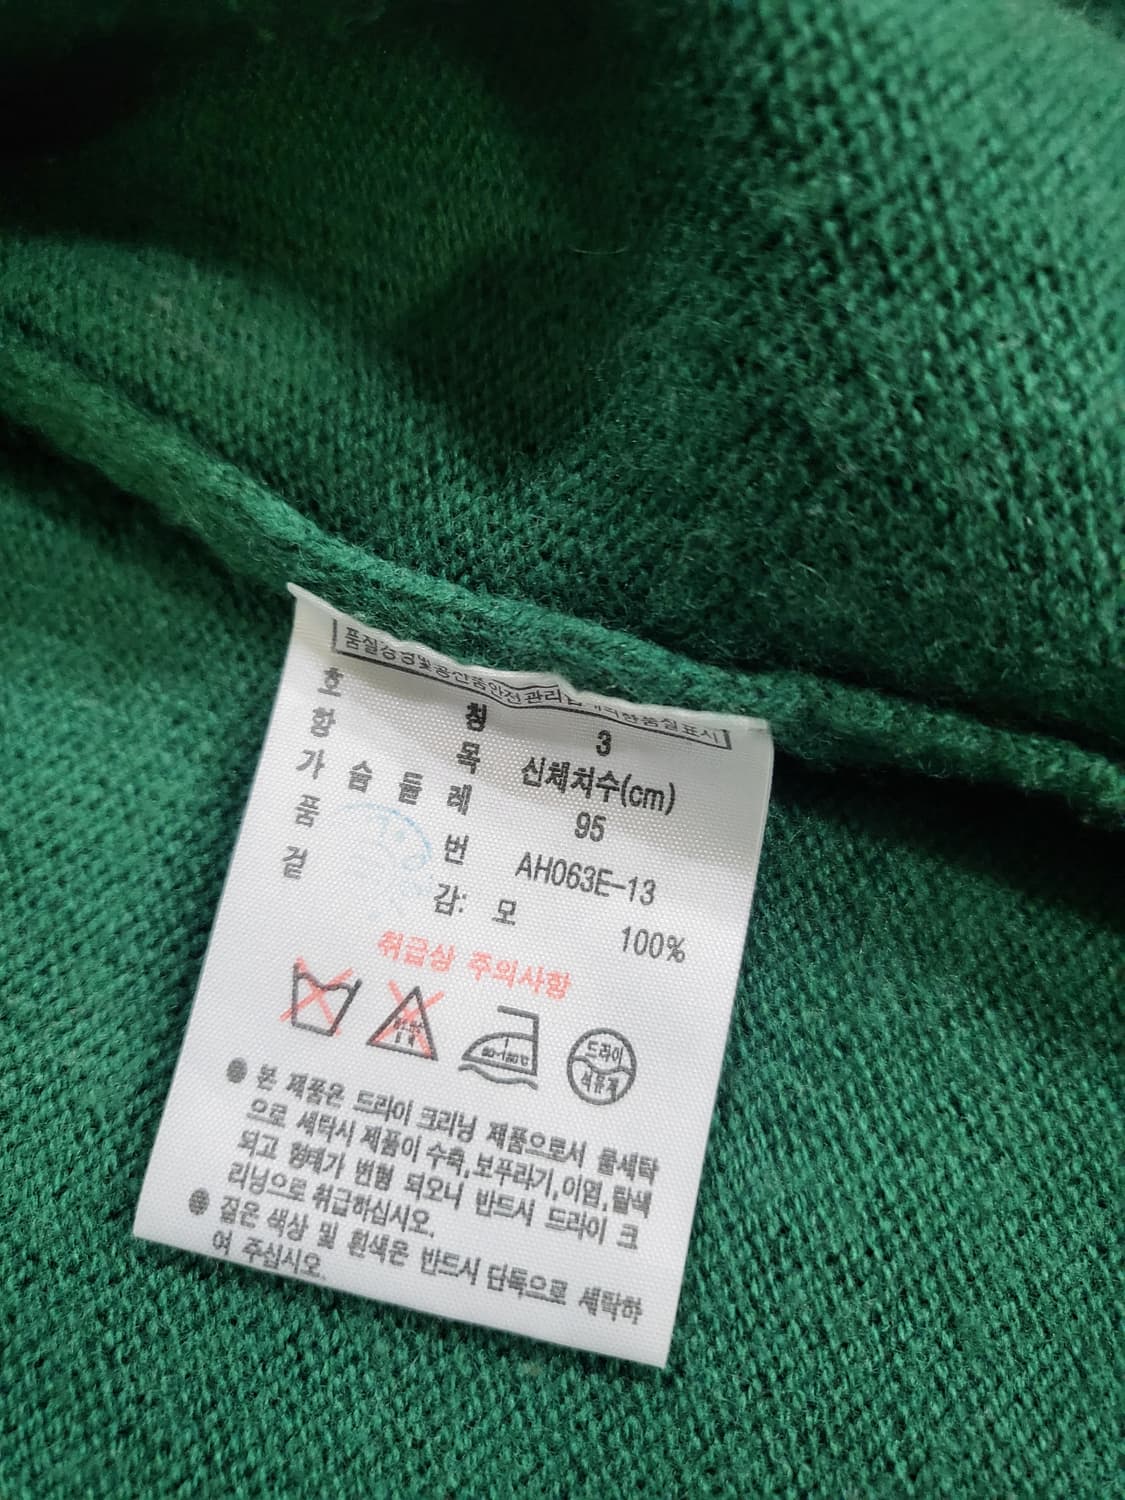 품질경영및공산품안전관리법에의한품질표시
호 칭 3
항 목 신체치수(cm)
가 슴 둘 레 95
품 번 AH063E-13
겉 감: 모 100%
취급상 주의사항
80~120℃
드라이
석유계
● 본 제품은 드라이 크리닝 제품으로서 물세탁
으로 세탁시 제품이 수축,보푸라기,이염,탈색
되고 형태가 변형 되오니 반드시 드라이 크
리닝으로 취급하십시오.
● 짙은 색상 및 흰색은 반드시 단독으로 세탁하
여 주십시오.